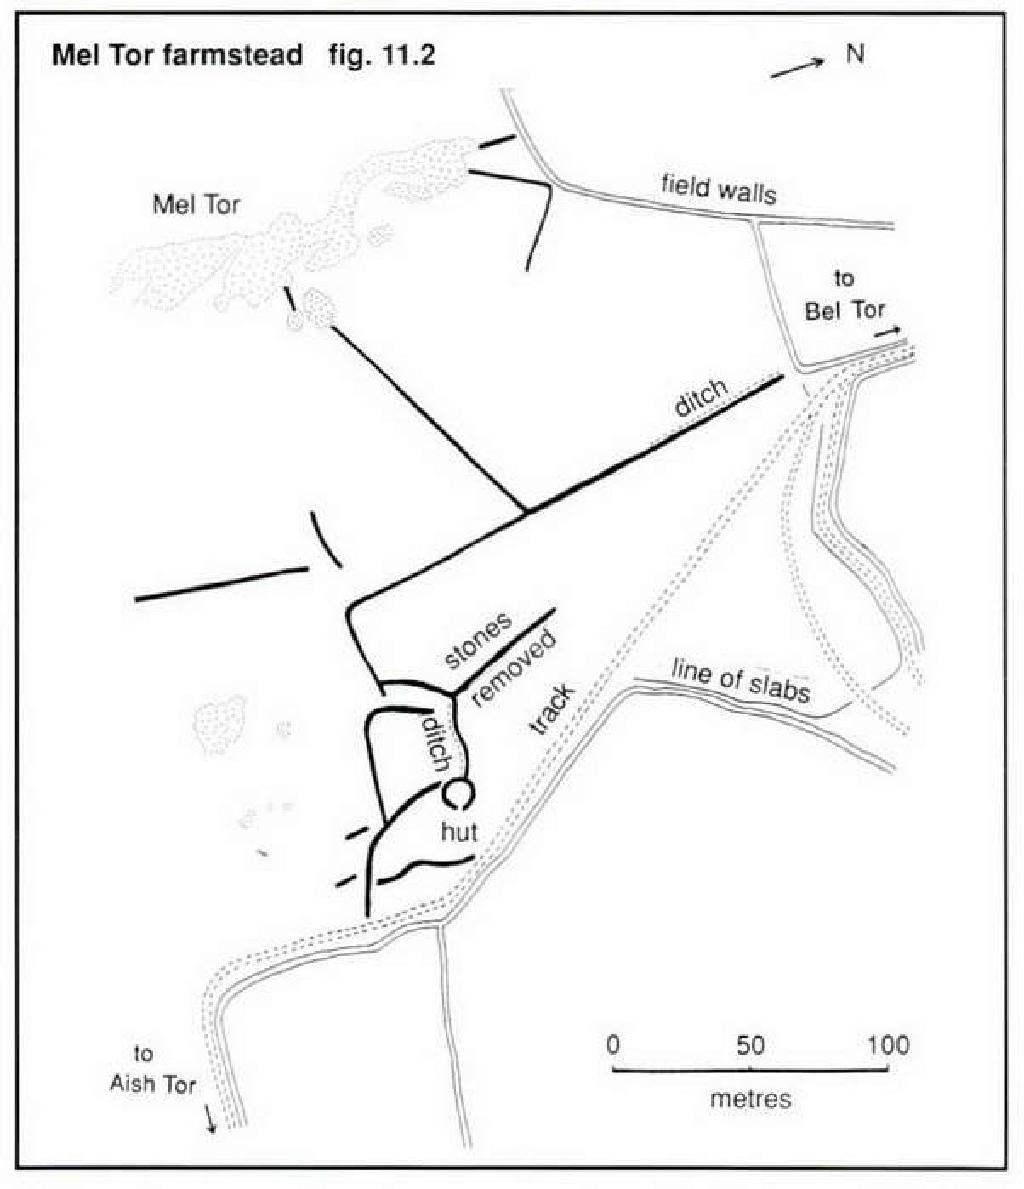 Mel Tor farmstead fig. 11.2
N
field walls
Mel Tor
to
Bel Tor
ditch
stones
removed
line of slabs
track
ditch
hut
to
Aish Tor
0 50 100
metres